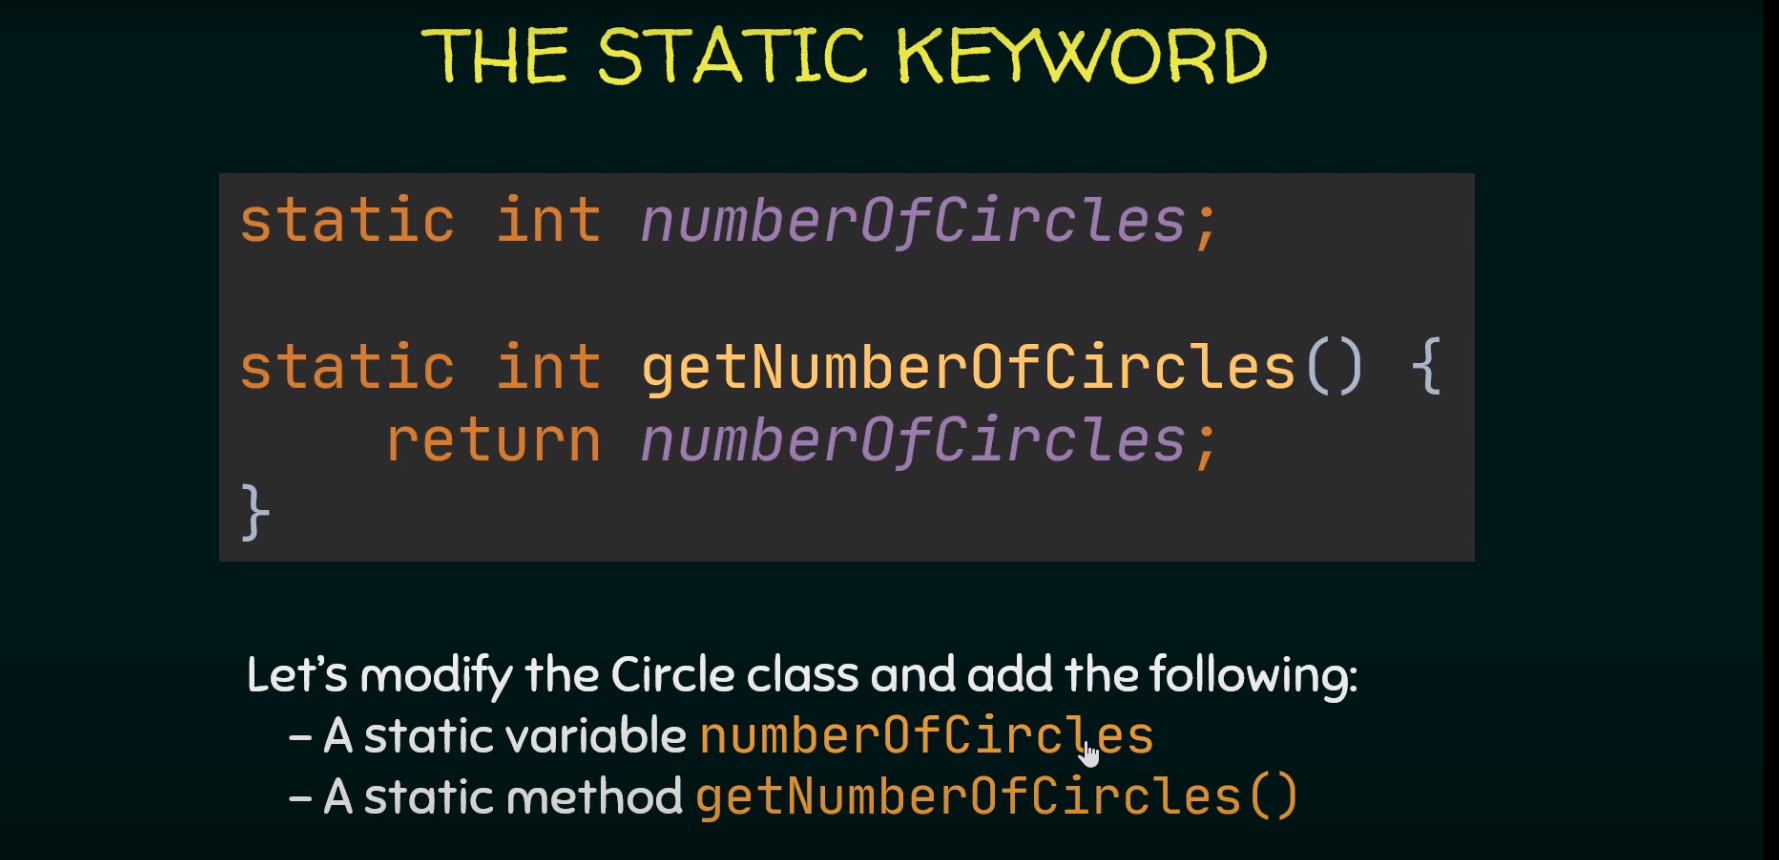 THE STATIC KEYWORD
static int numberOfCircles;
static int getNumberOfCircles() {
return numberOfCircles;
}
Let's modify the Circle class and add the following:
– A static variable numberOfCircles
– A static method getNumberOfCircles()